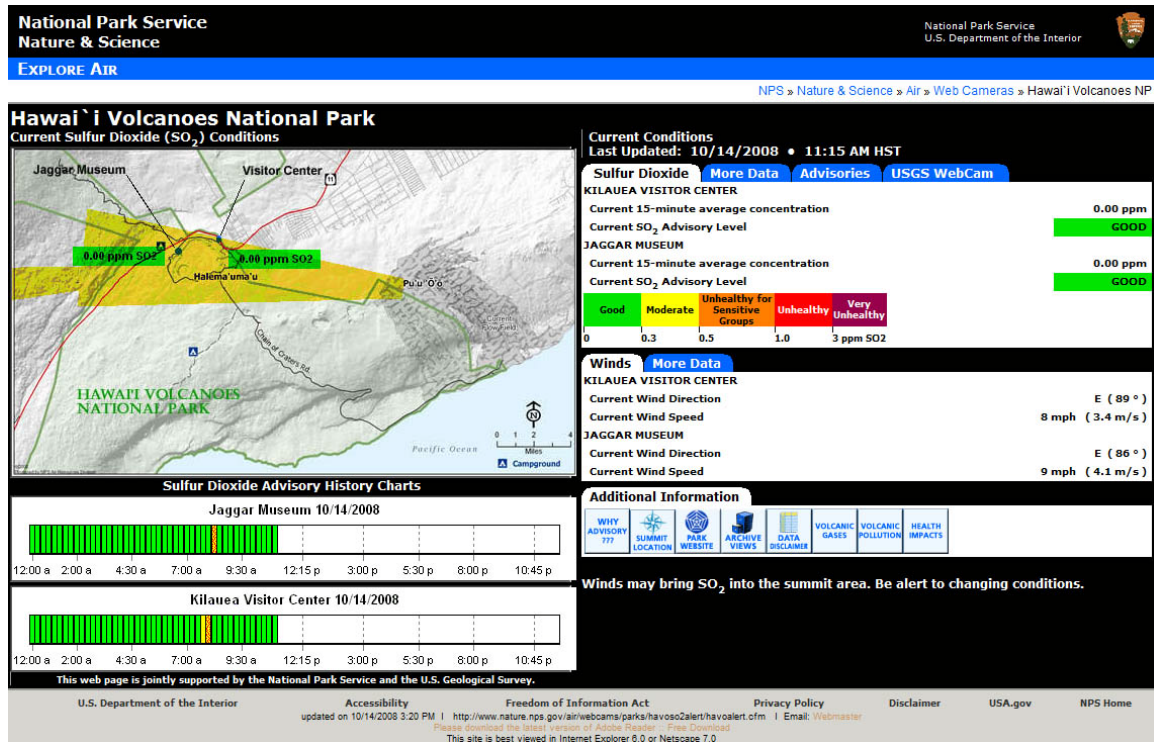 National Park Service
Nature & Science
National Park Service
U.S. Department of the Interior
EXPLORE AIR
NPS » Nature & Science » Air » Web Cameras » Hawai`i Volcanoes NP
Hawai`i Volcanoes National Park
Current Sulfur Dioxide (SO2) Conditions
Jaggar Museum
Visitor Center
11
0.00 ppm SO2
0.00 ppm SO2
Halema'uma'u
Pu'u 'Ō'ō
Chain of Craters Rd.
HAWAI'I VOLCANOES
NATIONAL PARK
N
0 1 2 4
Miles
Pacific Ocean
Campground
Sulfur Dioxide Advisory History Charts
Jaggar Museum 10/14/2008
12:00 a 2:00 a 4:30 a 7:00 a 9:30 a 12:15 p 3:00 p 5:30 p 8:00 p 10:45 p
Kilauea Visitor Center 10/14/2008
12:00 a 2:00 a 4:30 a 7:00 a 9:30 a 12:15 p 3:00 p 5:30 p 8:00 p 10:45 p
This web page is jointly supported by the National Park Service and the U.S. Geological Survey.
Current Conditions
Last Updated: 10/14/2008 • 11:15 AM HST
Sulfur Dioxide More Data Advisories USGS WebCam
KILAUEA VISITOR CENTER
Current 15-minute average concentration 0.00 ppm
Current SO2 Advisory Level GOOD
JAGGAR MUSEUM
Current 15-minute average concentration 0.00 ppm
Current SO2 Advisory Level GOOD
Good Moderate Unhealthy for Sensitive Groups Unhealthy Very Unhealthy
0 0.3 0.5 1.0 3 ppm SO2
Winds More Data
KILAUEA VISITOR CENTER
Current Wind Direction E ( 89 º )
Current Wind Speed 8 mph ( 3.4 m/s )
JAGGAR MUSEUM
Current Wind Direction E ( 86 º )
Current Wind Speed 9 mph ( 4.1 m/s )
Additional Information
WHY ADVISORY ???
SUMMIT LOCATION
PARK WEBSITE
ARCHIVE VIEWS
DATA DISCLAIMER
VOLCANIC GASES
VOLCANIC POLLUTION
HEALTH IMPACTS
Winds may bring SO2 into the summit area. Be alert to changing conditions.
U.S. Department of the Interior Accessibility Freedom of Information Act Privacy Policy Disclaimer USA.gov NPS Home
updated on 10/14/2008 3:20 PM I http://www.nature.nps.gov/air/webcams/parks/havoso2alert/havoalert.cfm I Email: Webmaster
Please download the latest version of Adobe Reader :: Free Download
This site is best viewed in Internet Explorer 6.0 or Netscape 7.0